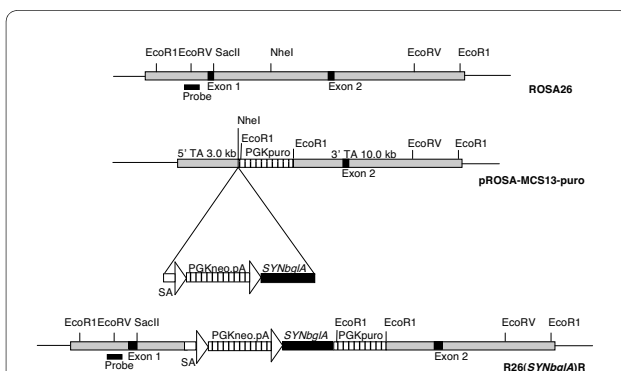 EcoR1 EcoRV SacII NheI EcoRV EcoR1
Exon 1 Exon 2
Probe
ROSA26
NheI
EcoR1 EcoR1 EcoRV EcoR1
5' TA 3.0 kb PGKpuro 3' TA 10.0 kb
Exon 2
pROSA-MCS13-puro
PGKneo.pA SYNbglA
SA
EcoR1 EcoRV SacII PGKneo.pA SYNbglA EcoR1 PGKpuro EcoR1 EcoRV EcoR1
Exon 1 Exon 2
Probe SA
R26(SYNbglA)R